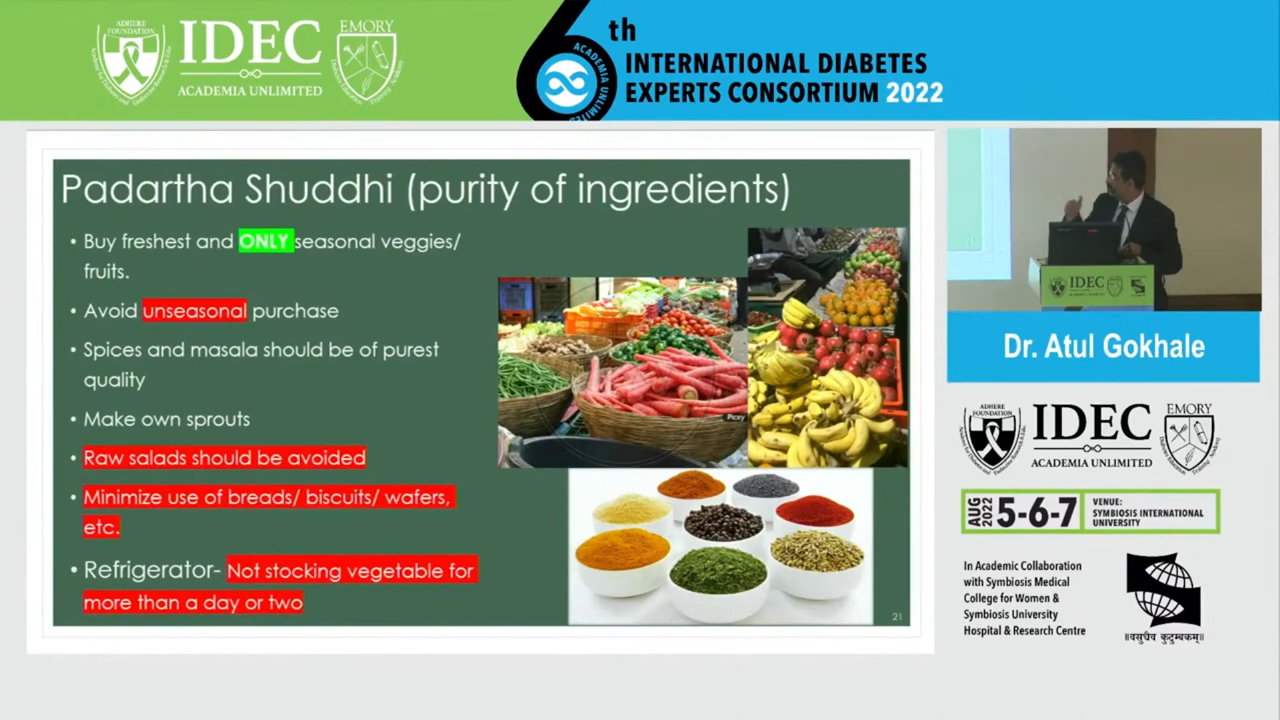 ADHERE
FOUNDATION
IDEC
ACADEMIA UNLIMITED
EMORY
6th
ACADEMIA UNLIMITED
INTERNATIONAL DIABETES
EXPERTS CONSORTIUM 2022
Padartha Shuddhi (purity of ingredients)
• Buy freshest and ONLY seasonal veggies/
fruits.
• Avoid unseasonal purchase
• Spices and masala should be of purest
quality
• Make own sprouts
• Raw salads should be avoided
• Minimize use of breads/ biscuits/ wafers,
etc.
• Refrigerator- Not stocking vegetable for
more than a day or two
Picxy
21
IDEC
Dr. Atul Gokhale
ADHERE
FOUNDATION
IDEC
ACADEMIA UNLIMITED
EMORY
AUG
2022
5-6-7
VENUE:
SYMBIOSIS INTERNATIONAL
UNIVERSITY
In Academic Collaboration
with Symbiosis Medical
College for Women &
Symbiosis University
Hospital & Research Centre
॥वसुधैव कुटुम्बकम्॥